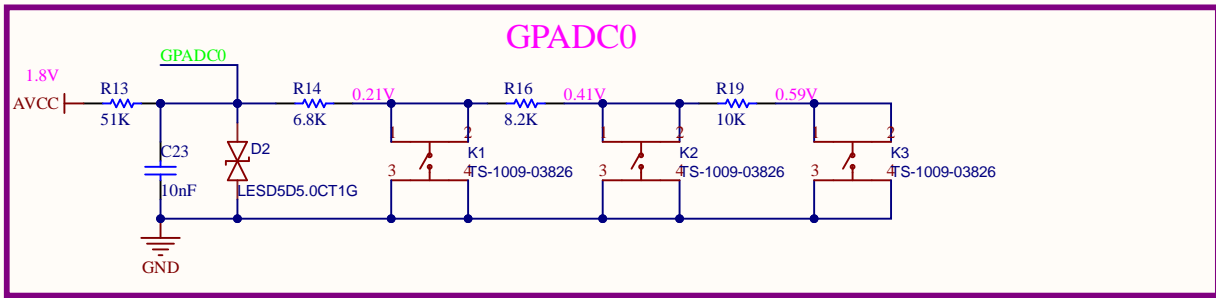 GPADC0
GPADC0
1.8V
AVCC
R13
51K
R14
6.8K
0.21V
R16
8.2K
0.41V
R19
10K
0.59V
C23
10nF
D2
LESD5D5.0CT1G
1 2
3 4
K1
TS-1009-03826
1 2
3 4
K2
TS-1009-03826
1 2
3 4
K3
TS-1009-03826
GND